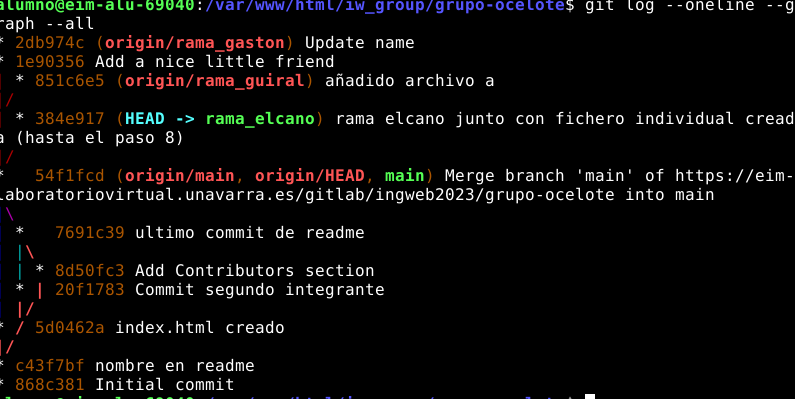 alumno@eim-alu-69040:/var/www/html/iw_group/grupo-ocelote$ git log --oneline --g
raph --all
* 2db974c (origin/rama_gaston) Update name
* 1e90356 Add a nice little friend
| * 851c6e5 (origin/rama_guiral) añadido archivo a
|/
| * 384e917 (HEAD -> rama_elcano) rama elcano junto con fichero individual cread
a (hasta el paso 8)
|/
*   54f1fcd (origin/main, origin/HEAD, main) Merge branch 'main' of https://eim-
laboratoriovirtual.unavarra.es/gitlab/ingweb2023/grupo-ocelote into main
|\
| *   7691c39 ultimo commit de readme
| |\
| | * 8d50fc3 Add Contributors section
| * | 20f1783 Commit segundo integrante
| |/
* / 5d0462a index.html creado
|/
* c43f7bf nombre en readme
* 868c381 Initial commit